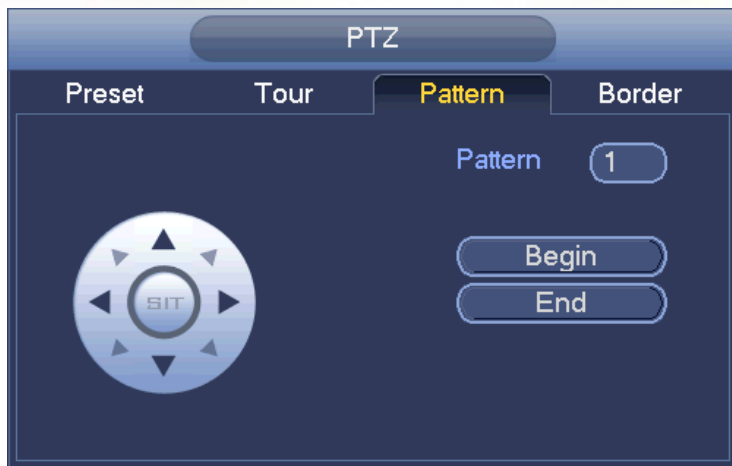 PTZ
Preset Tour Pattern Border
Pattern 1
Begin
SIT
End